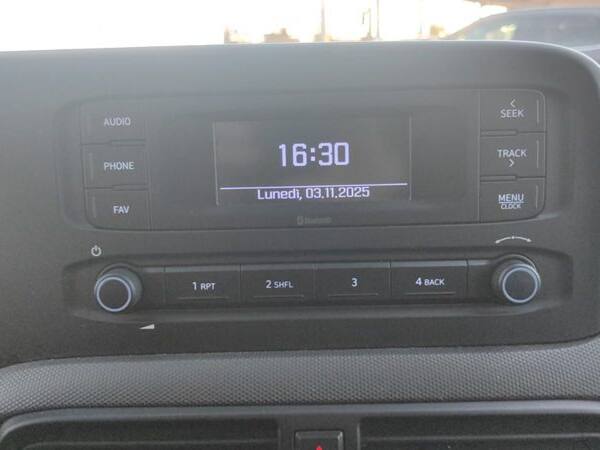 AUDIO
PHONE
FAV
16:30
Lunedì, 03.11.2025
Bluetooth
SEEK
TRACK
MENU
CLOCK
1 RPT
2 SHFL
3
4 BACK